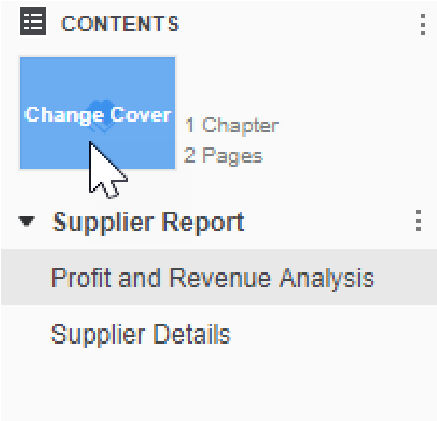 CONTENTS
Change Cover
1 Chapter
2 Pages
Supplier Report
Profit and Revenue Analysis
Supplier Details